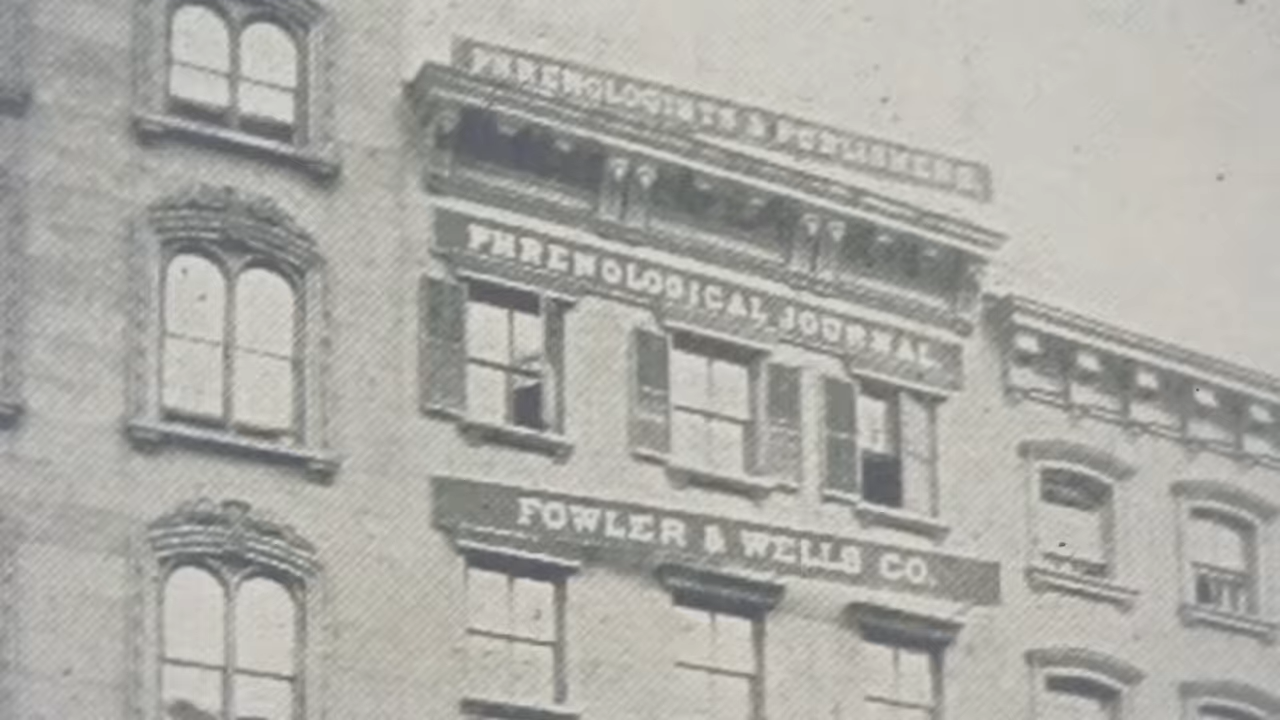 PHRENOLOGISTS & PUBLISHERS.
PHRENOLOGICAL JOURNAL.
FOWLER & WELLS CO.